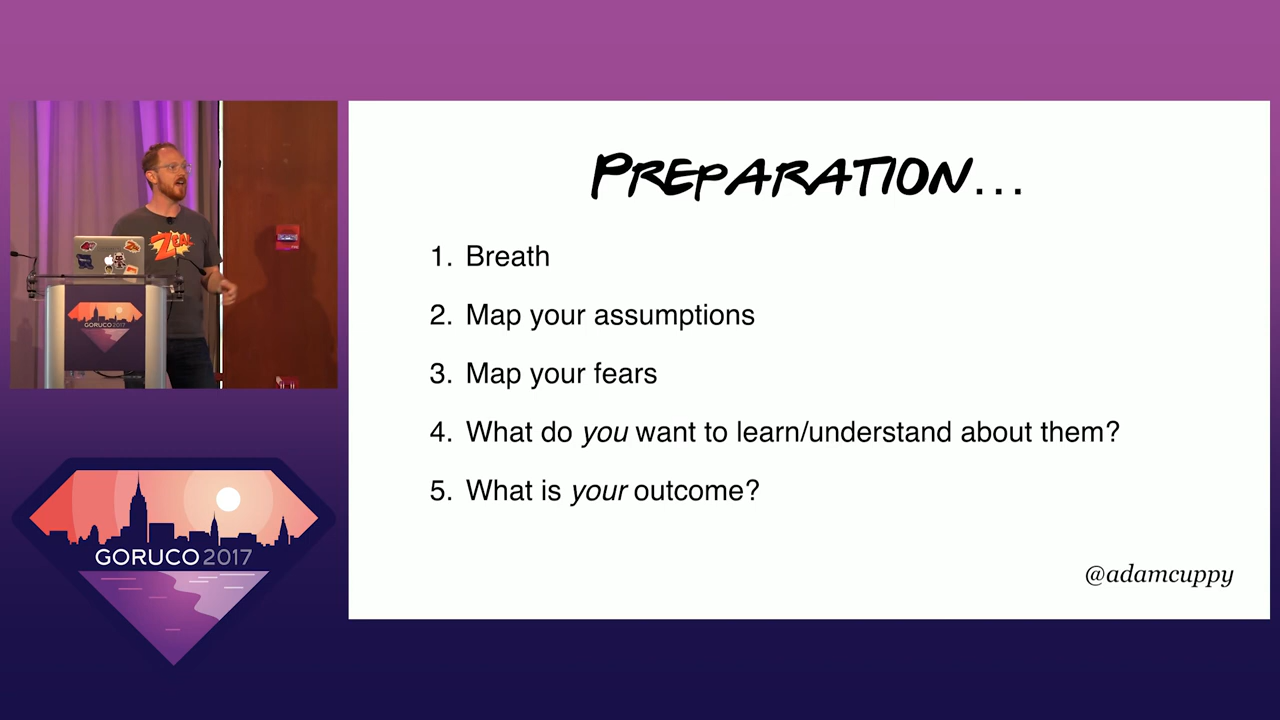 PREPARATION...
1. Breath
2. Map your assumptions
3. Map your fears
4. What do you want to learn/understand about them?
5. What is your outcome?
@adamcuppy
ZEAL
GORUCO 2017
GORUCO 2017